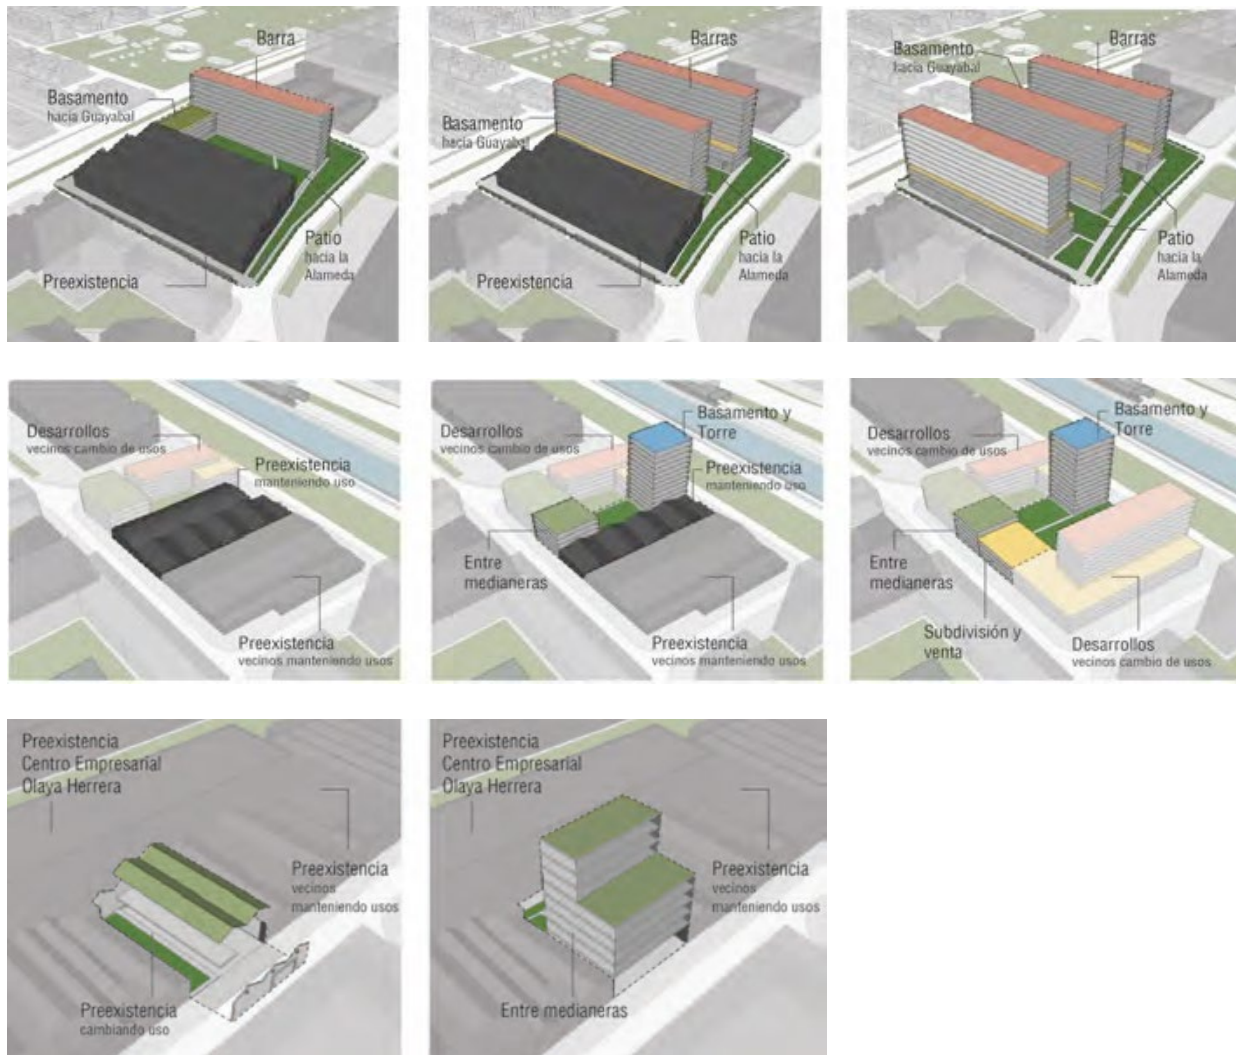 Barra
Basamento
hacia Guayabal
Patio
hacia la
Alameda
Preexistencia
Barras
Basamento
hacia Guayabal
Patio
hacia la
Alameda
Preexistencia
Barras
Basamento
hacia Guayabal
Patio
hacia la
Alameda
Desarrollos
vecinos cambio de usos
Preexistencia
manteniendo uso
Preexistencia
vecinos manteniendo usos
Basamento y
Torre
Desarrollos
vecinos cambio de usos
Preexistencia
manteniendo uso
Entre
medianeras
Preexistencia
vecinos manteniendo usos
Basamento y
Torre
Desarrollos
vecinos cambio de usos
Entre
medianeras
Subdivisión y
venta
Desarrollos
vecinos cambio de usos
Preexistencia
Centro Empresarial
Olaya Herrera
Preexistencia
vecinos
manteniendo usos
Preexistencia
cambiando uso
Preexistencia
Centro Empresarial
Olaya Herrera
Preexistencia
vecinos
manteniendo usos
Entre medianeras